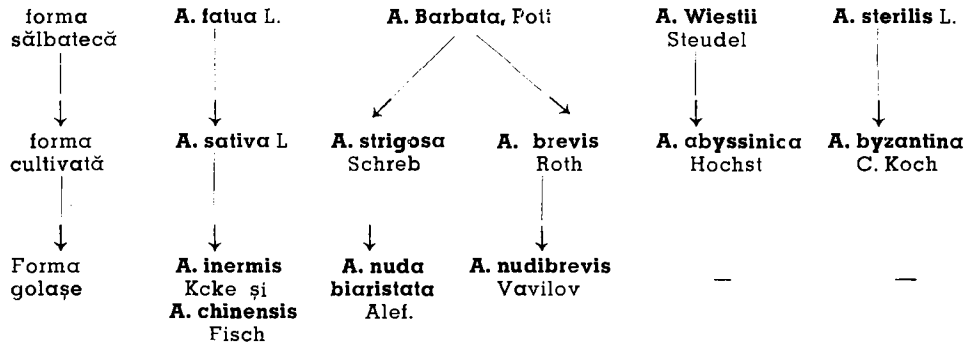 forma A. fatua L. A. Barbata, Poti A. Wiestii A. sterilis L.
sălbatecă Steudel
forma A. sativa L A. strigosa A. brevis A. abyssinica A. byzantina
cultivată Schreb Roth Hochst C. Koch
Forma A. inermis A. nuda A. nudibrevis
golașe Kcke și biaristata Vavilov — —
A. chinensis Alef.
Fisch